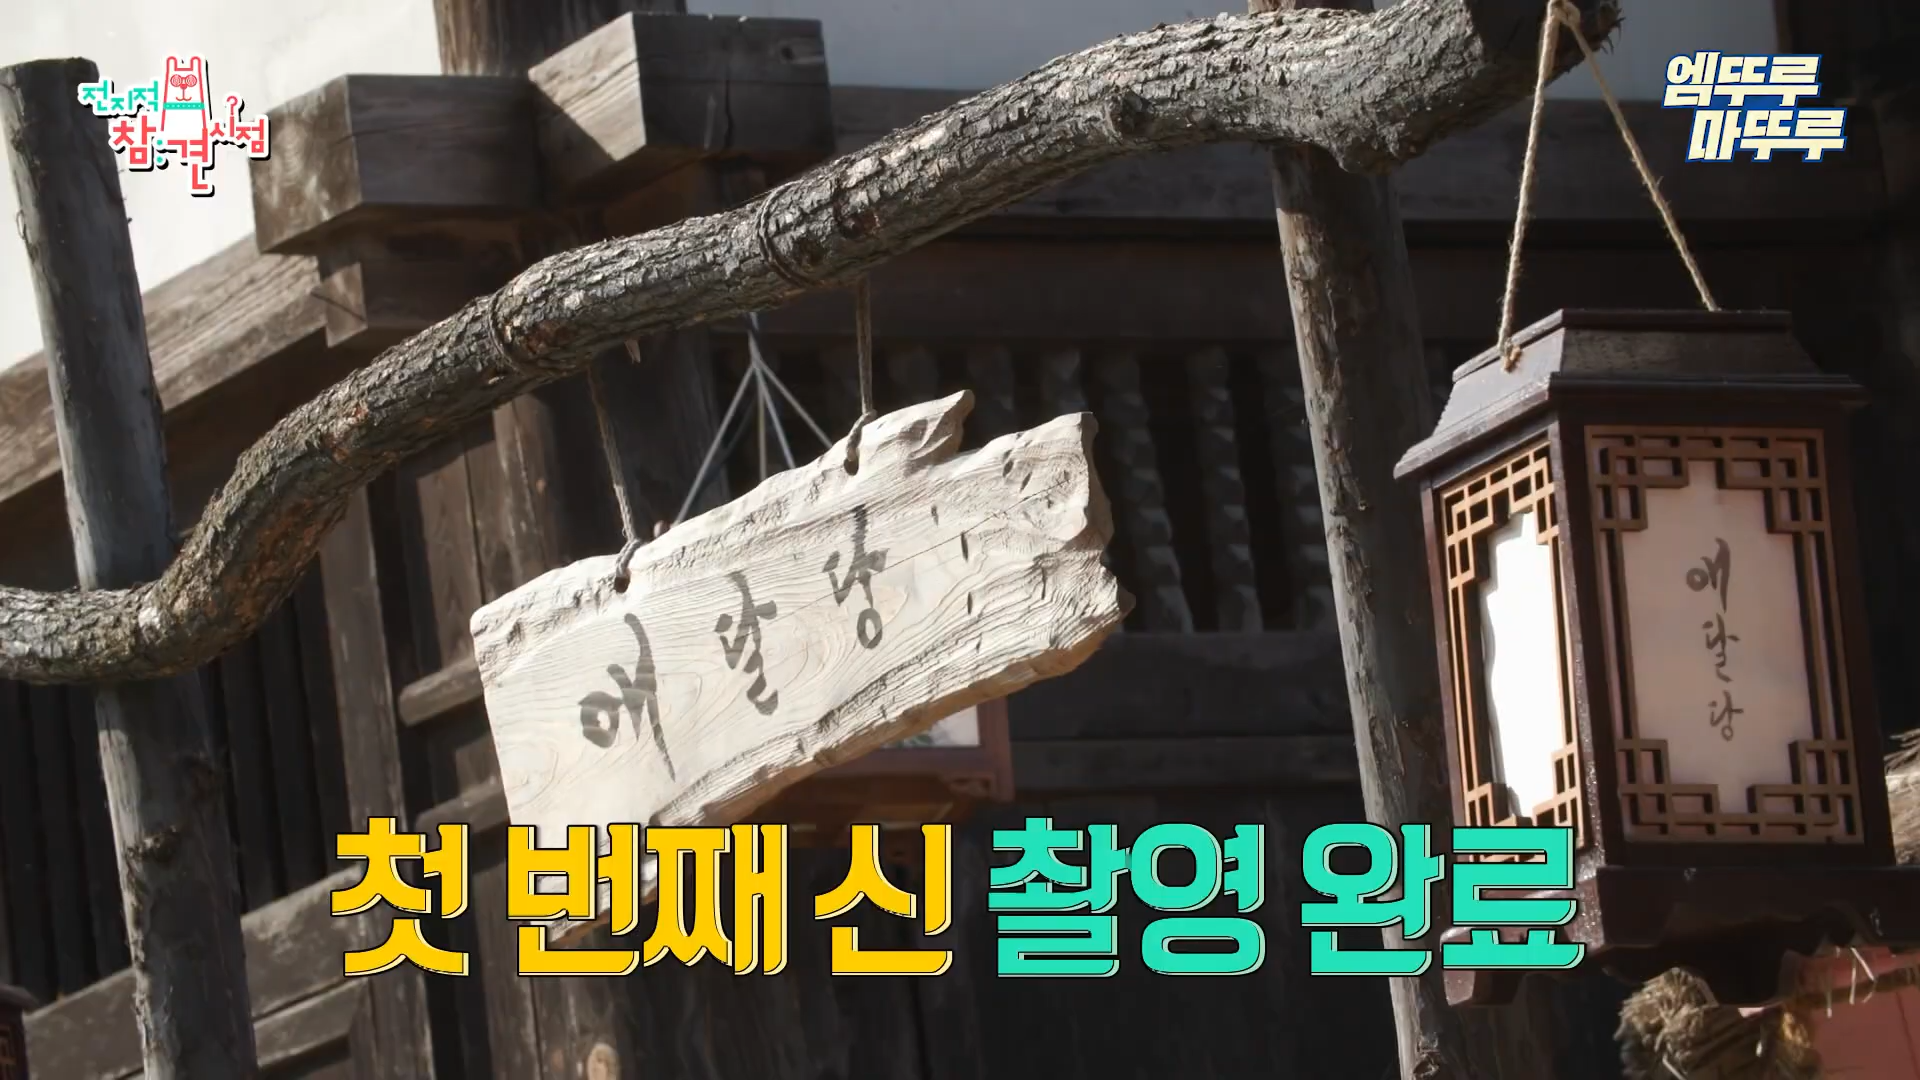 전지적
참견시점
엠뚜루
마뚜루
애달당
애달당
첫 번째 신 촬영 완료